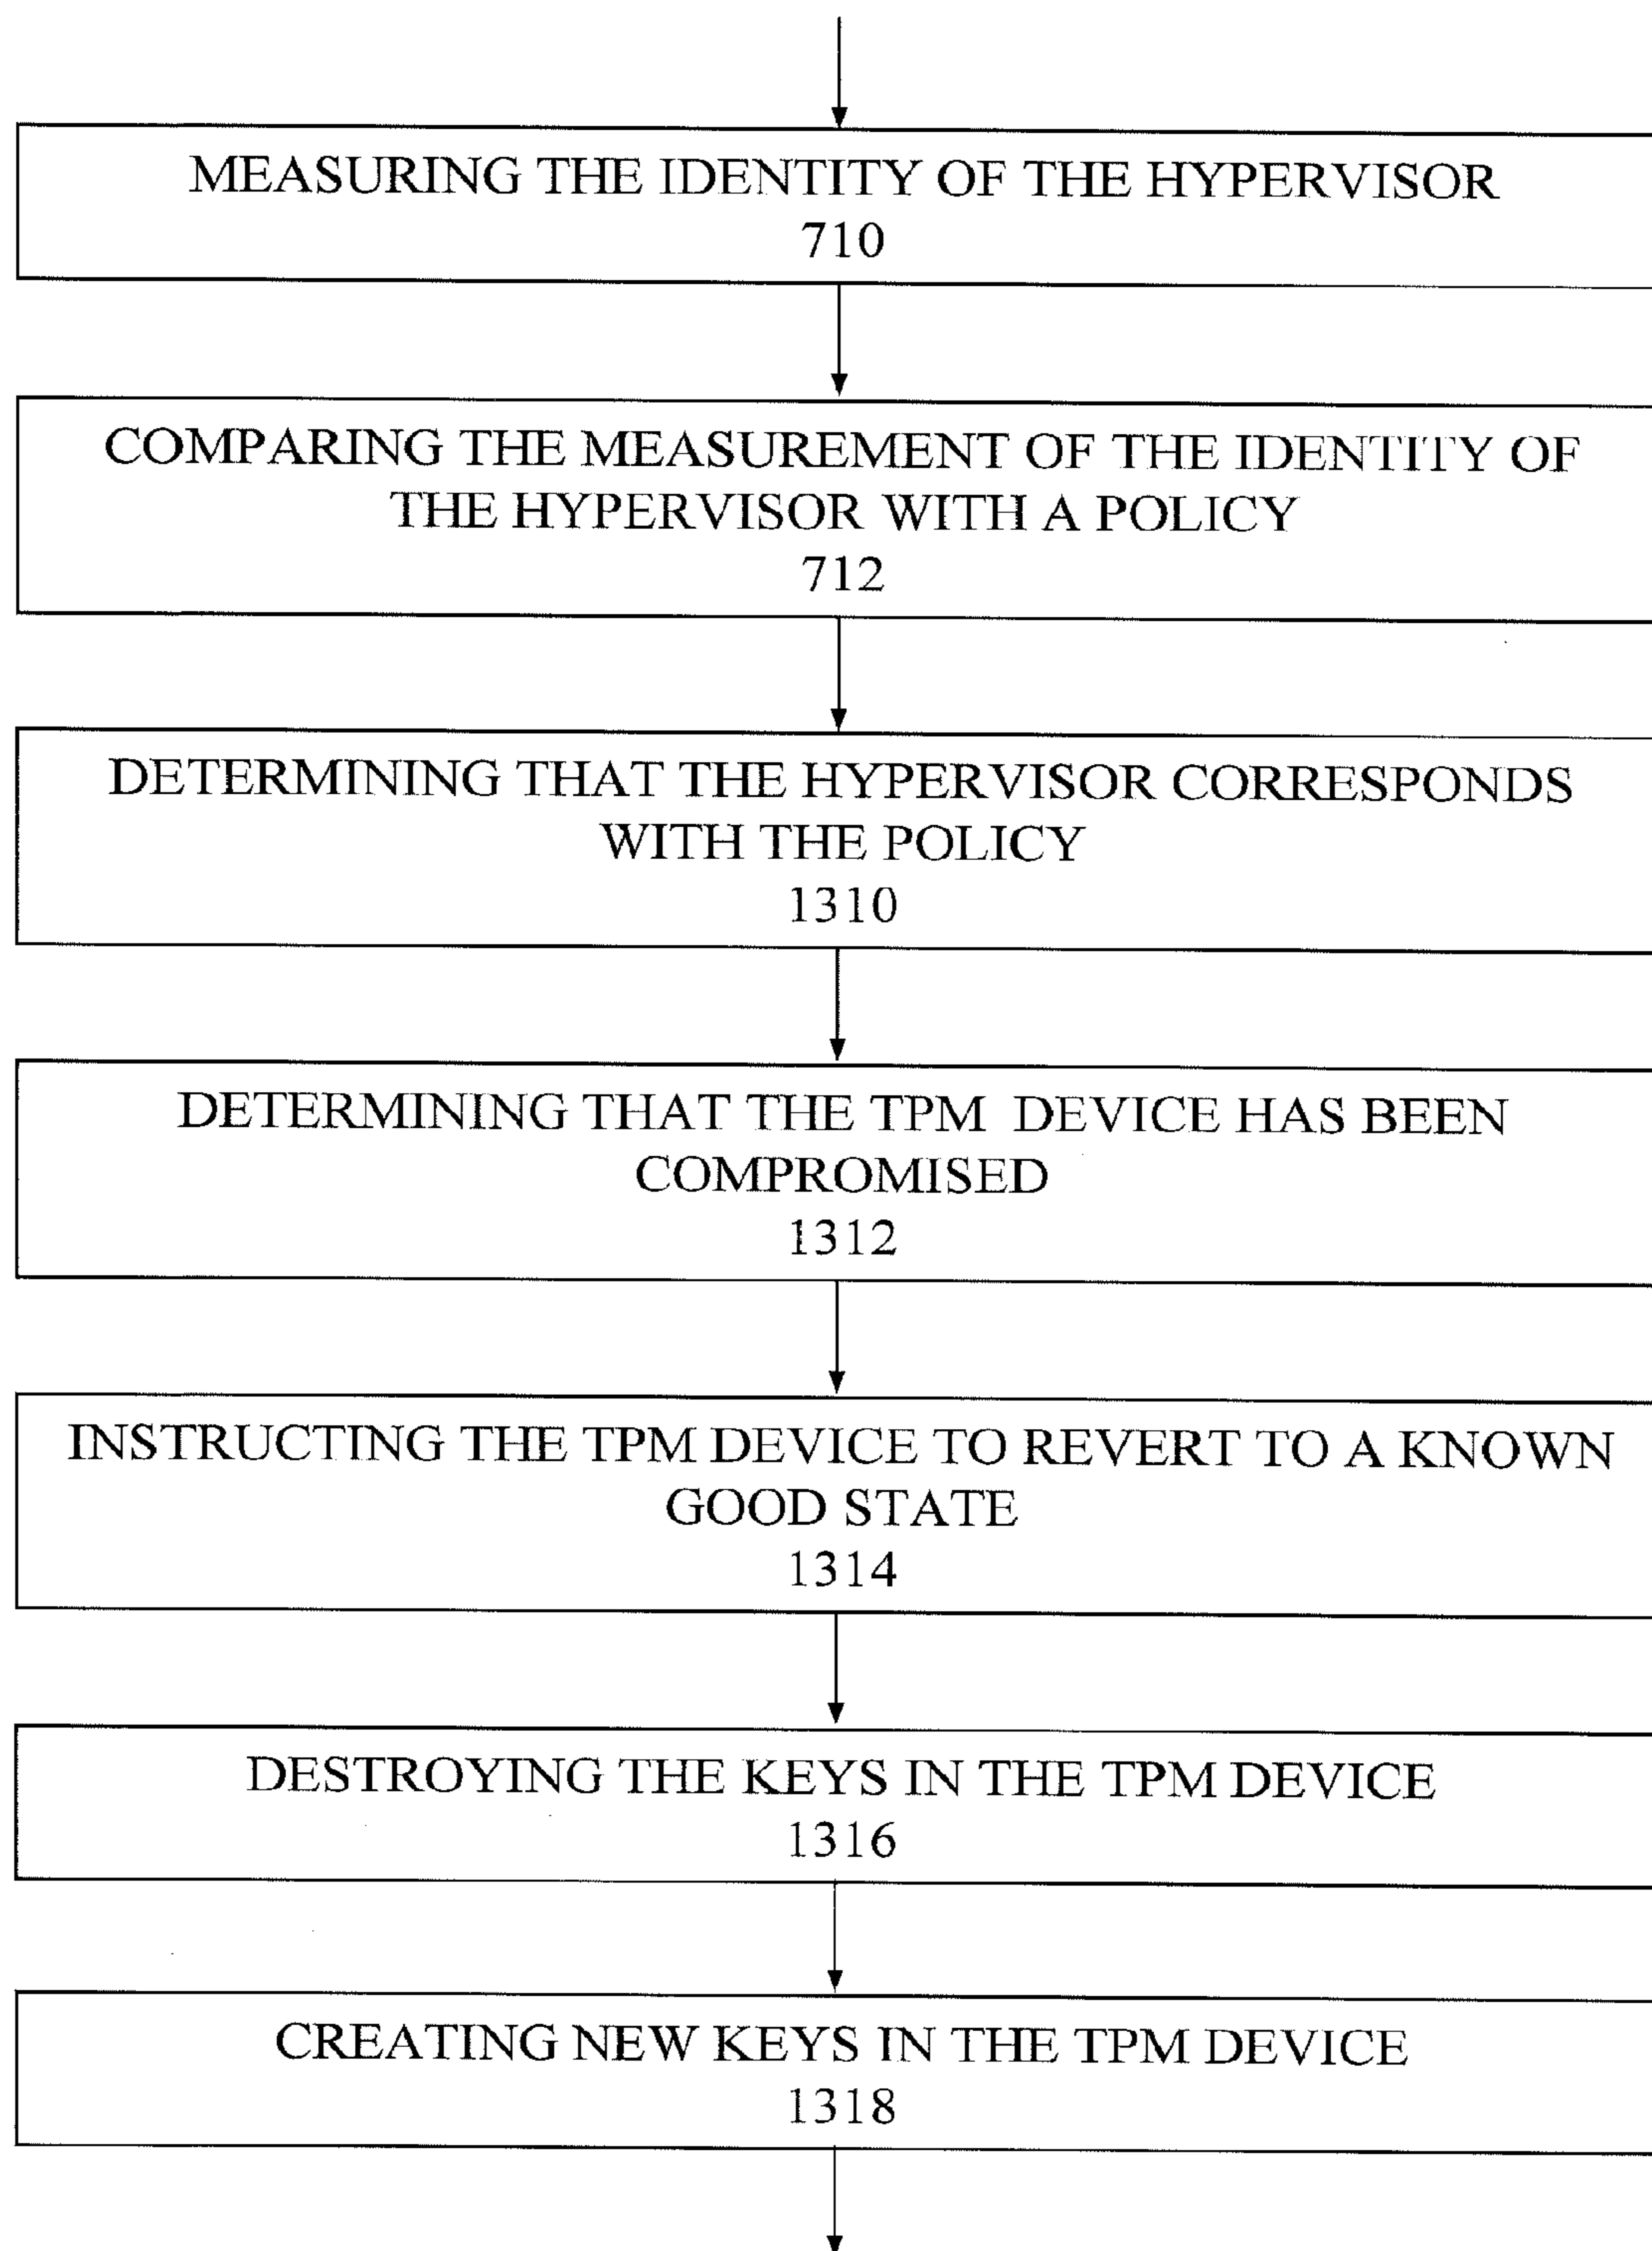 MEASURING THE IDENTITY OF THE HYPERVISOR
710
COMPARING THE MEASUREMENT OF THE IDENTITY OF
THE HYPERVISOR WITH A POLICY
712
DETERMINING THAT THE HYPERVISOR CORRESPONDS
WITH THE POLICY
1310
DETERMINING THAT THE TPM DEVICE HAS BEEN
COMPROMISED
1312
INSTRUCTING THE TPM DEVICE TO REVERT TO A KNOWN
GOOD STATE
1314
DESTROYING THE KEYS IN THE TPM DEVICE
1316
CREATING NEW KEYS IN THE TPM DEVICE
1318